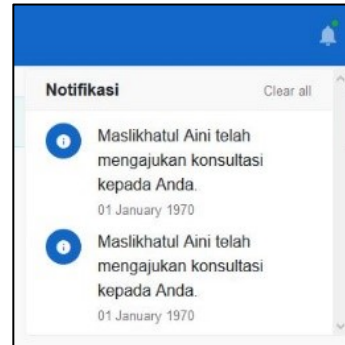 Notifikasi Clear all
Maslikhatul Aini telah
mengajukan konsultasi
kepada Anda.
01 January 1970
Maslikhatul Aini telah
mengajukan konsultasi
kepada Anda.
01 January 1970